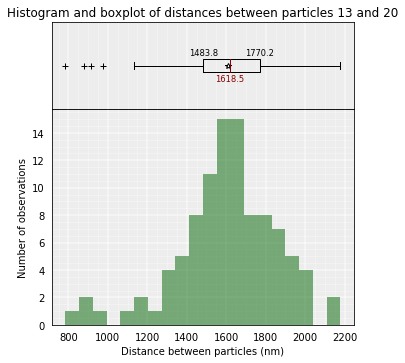 Histogram and boxplot of distances between particles 13 and 20
1483.8 1770.2
1618.5
14
12
10
8
6
4
2
0
Number of observations
800 1000 1200 1400 1600 1800 2000 2200
Distance between particles (nm)